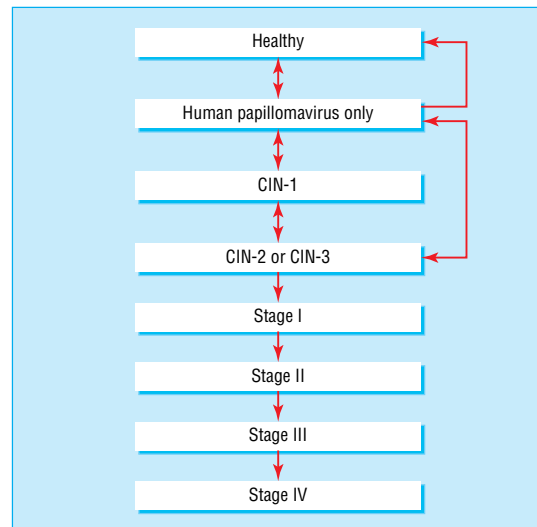 Healthy
Human papillomavirus only
CIN-1
CIN-2 or CIN-3
Stage I
Stage II
Stage III
Stage IV